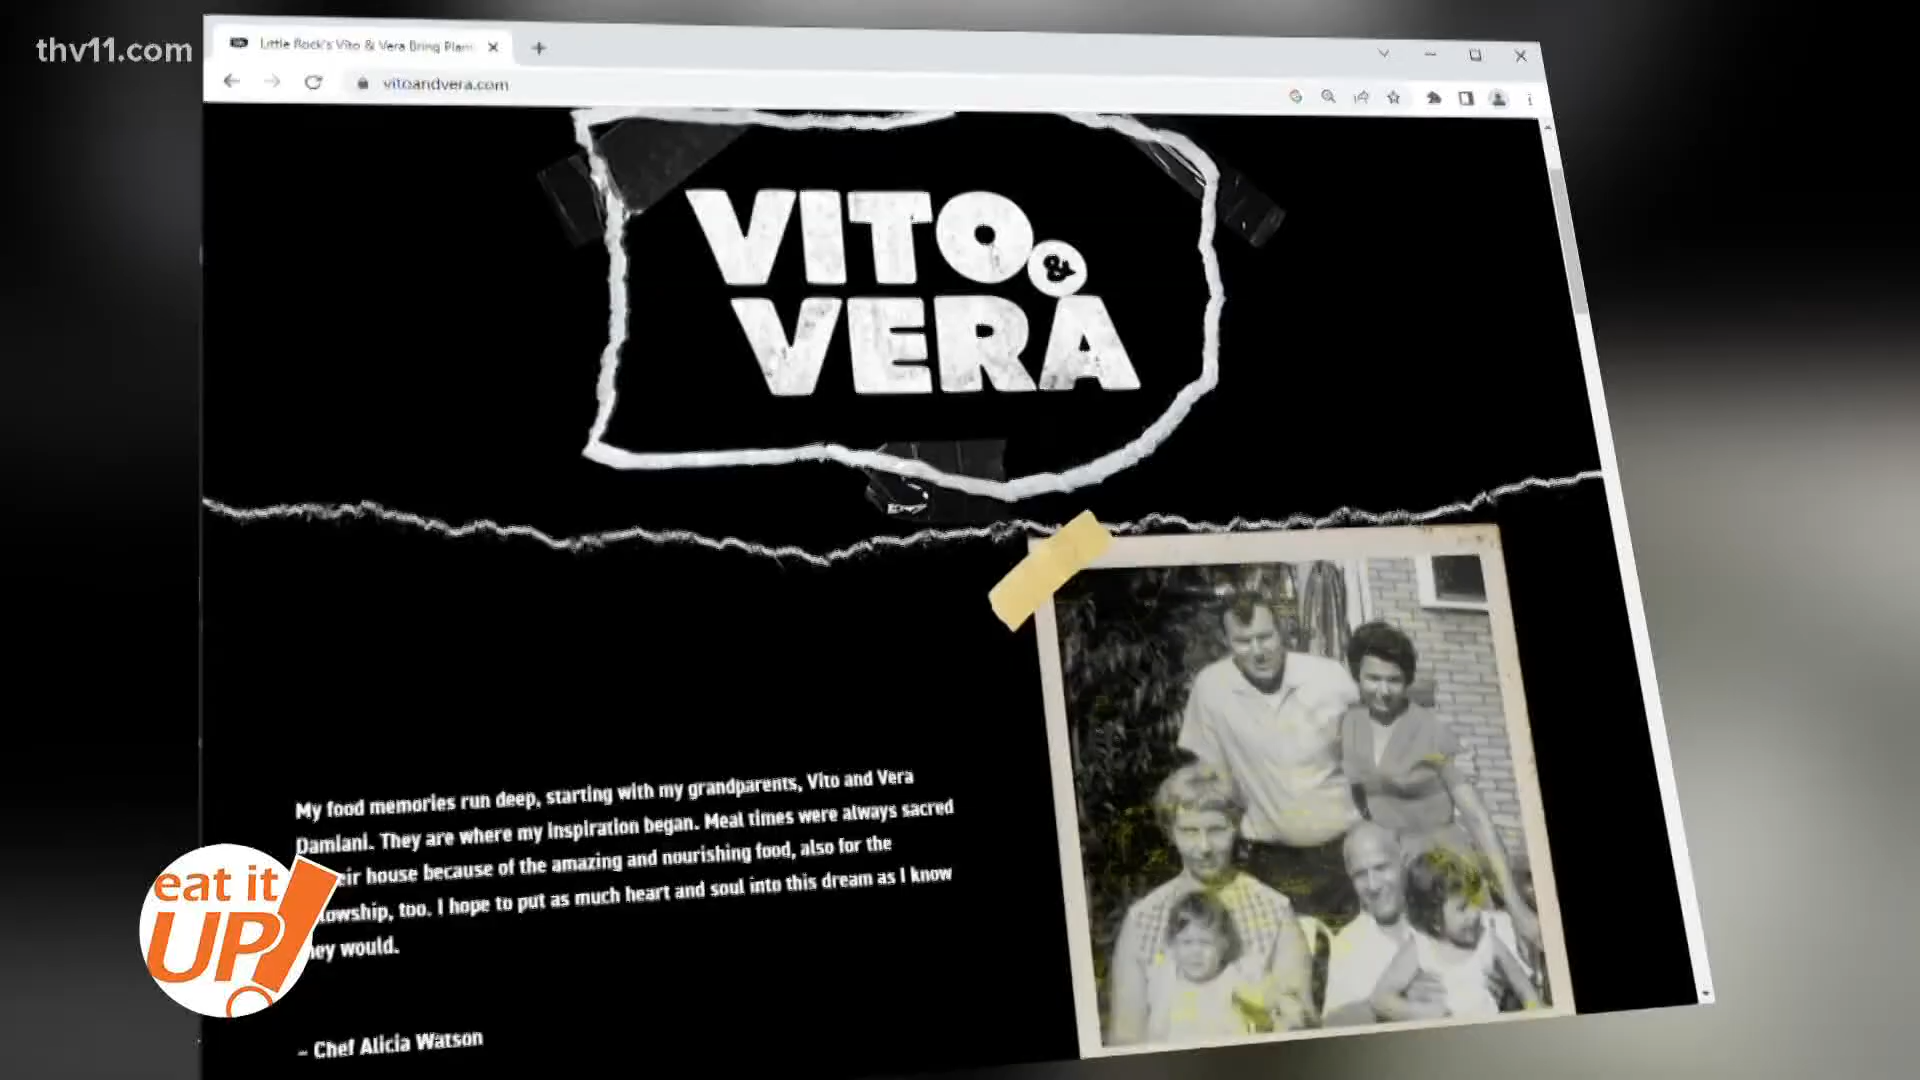 thv11.com
Little Rock's Vito & Vera Bring Plan
vitoandvera.com
VITO
&
VERA
My food memories run deep, starting with my grandparents, Vito and Vera
Damiani. They are where my inspiration began. Meal times were always sacred
house because of the amazing and nourishing food, also for the
too. I hope to put as much heart and soul into this dream as I know
would.
– Chef Alicia Watson
eat it
UP!